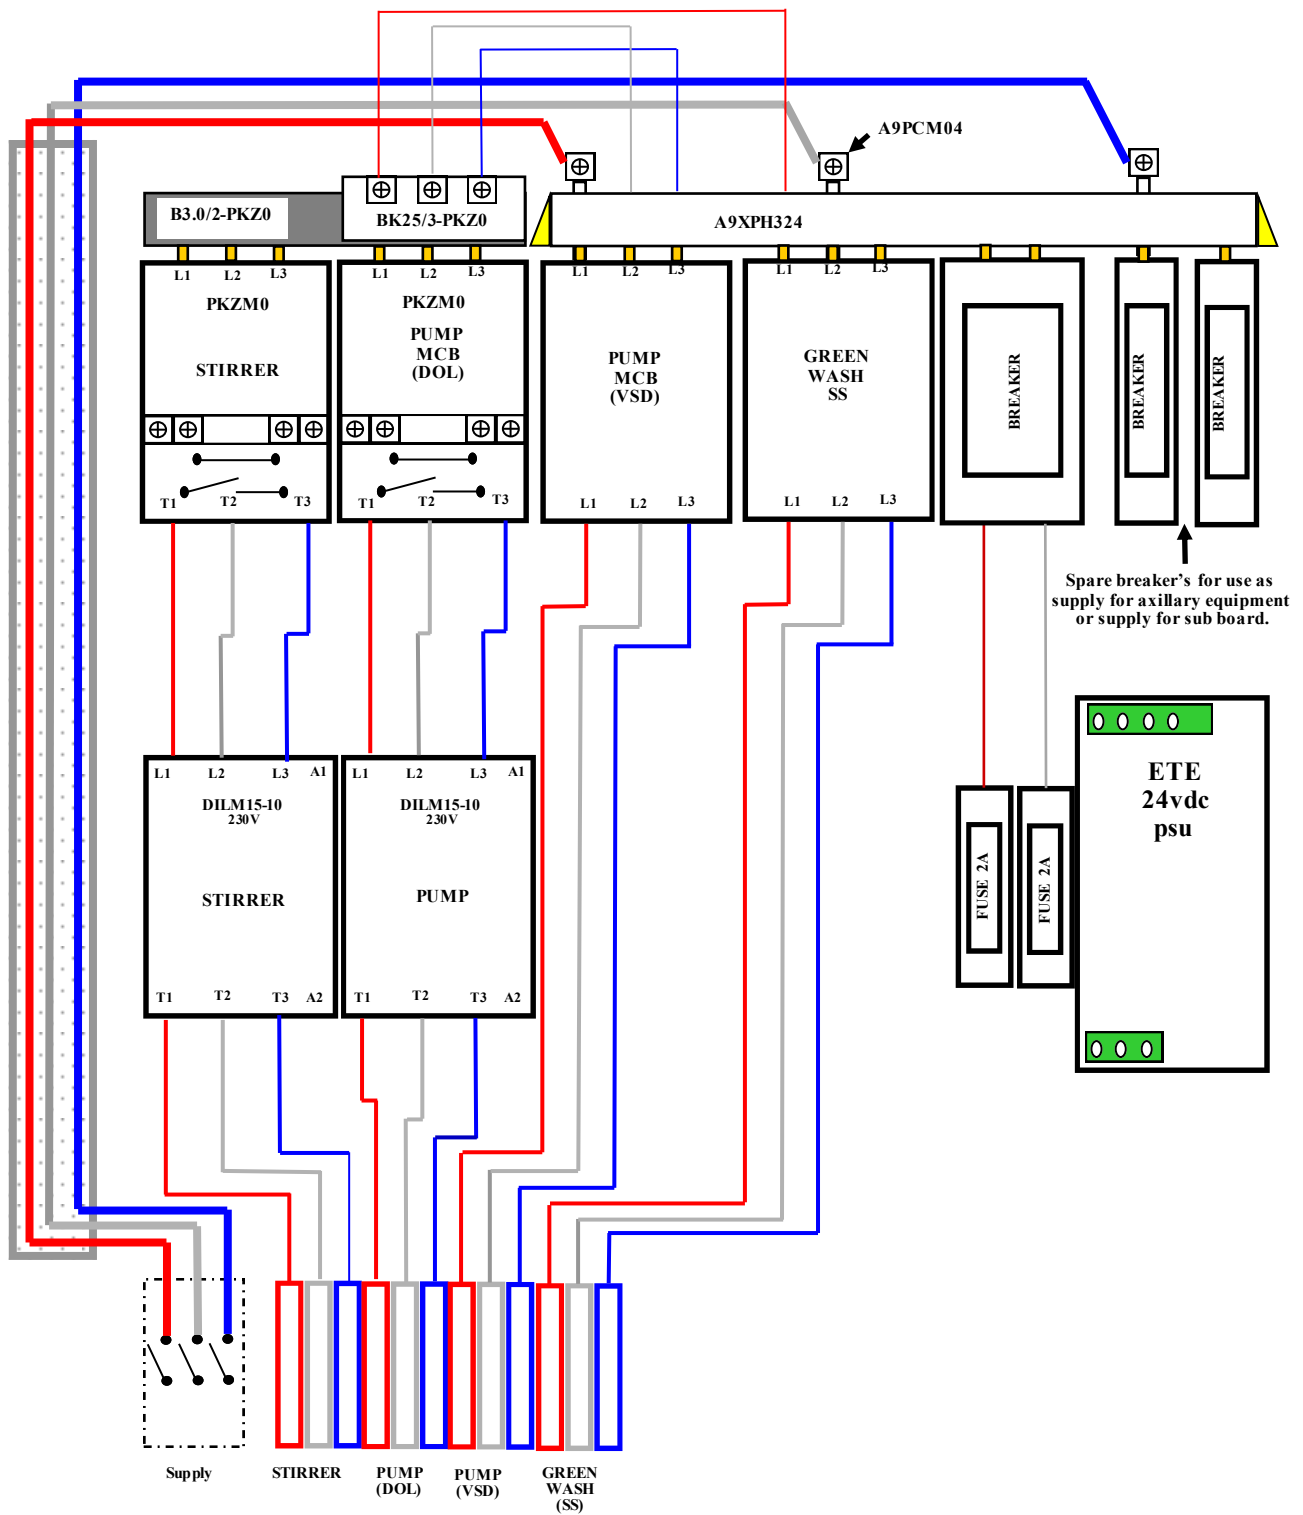 A9PCM04
B3.0/2-PKZ0
BK25/3-PKZ0
A9XPH324
L1 L2 L3
L1 L2 L3
L1 L2 L3
L1 L2 L3
PKZM0
STIRRER
PKZM0
PUMP
MCB
(DOL)
PUMP
MCB
(VSD)
GREEN
WASH
SS
BREAKER
BREAKER
BREAKER
T1 T2 T3
T1 T2 T3
L1 L2 L3
L1 L2 L3
Spare breaker's for use as
supply for axillary equipment
or supply for sub board.
L1 L2 L3 A1
DILM15-10
230V
STIRRER
T1 T2 T3 A2
L1 L2 L3 A1
DILM15-10
230V
PUMP
T1 T2 T3 A2
FUSE 2A
FUSE 2A
ETE
24vdc
psu
Supply
STIRRER
PUMP
(DOL)
PUMP
(VSD)
GREEN
WASH
(SS)